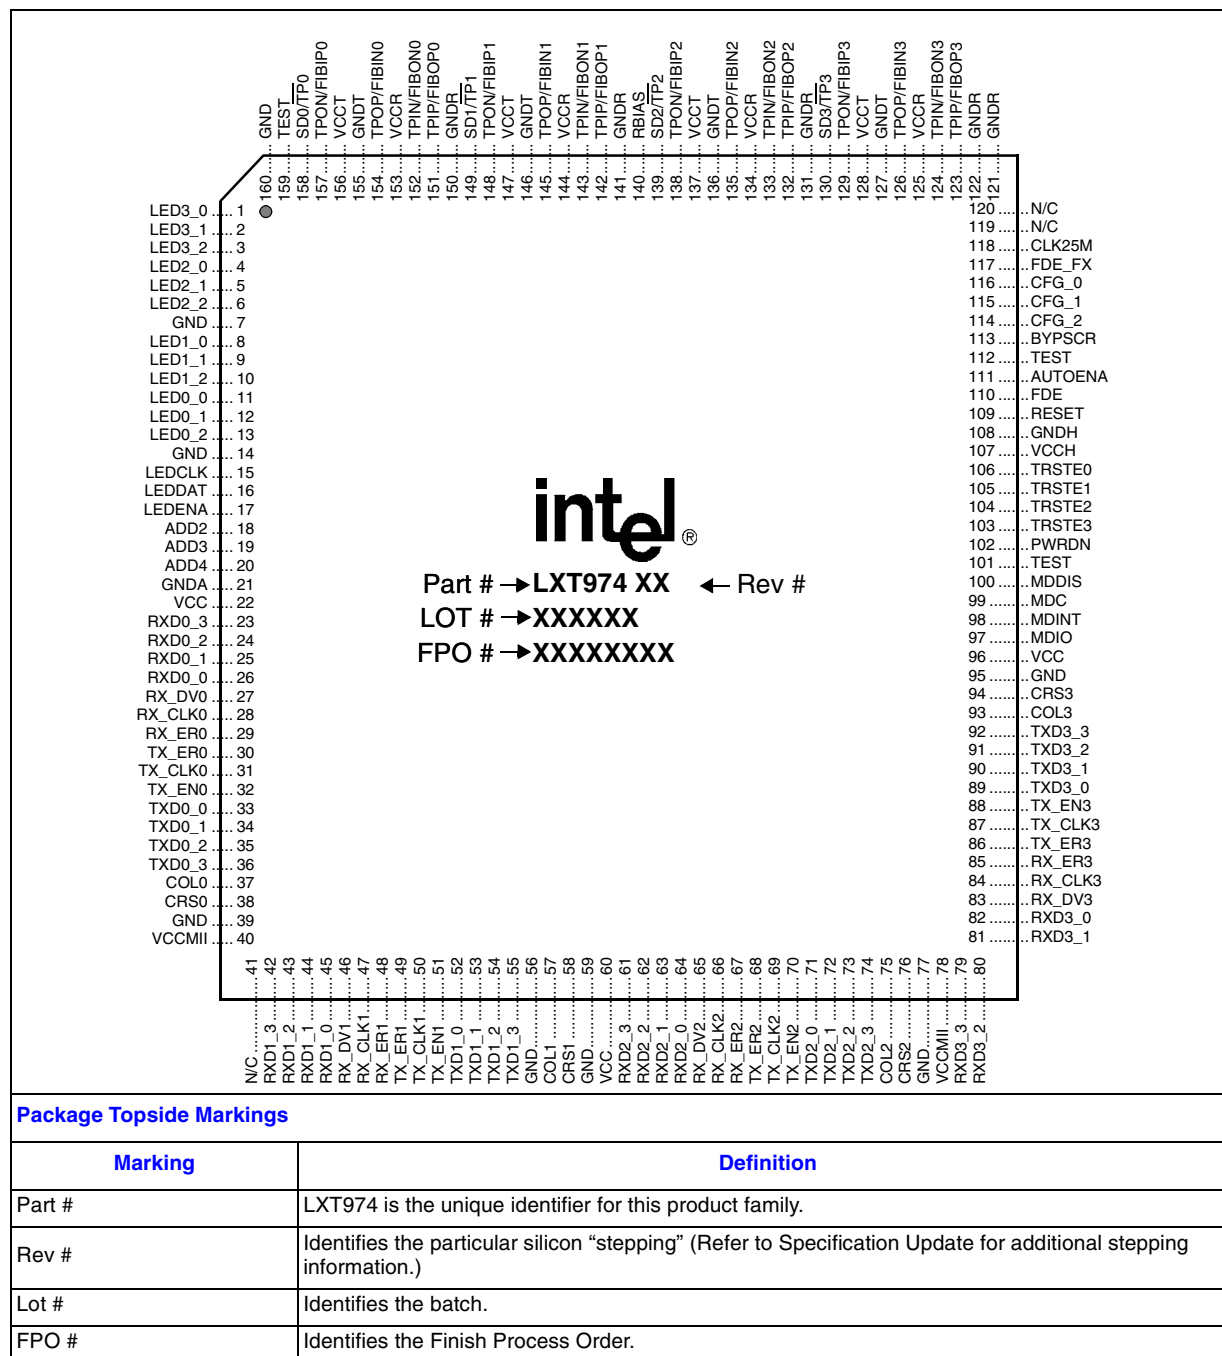 160.... GND
159.... TEST
158.... SD0/TP0
157.... TPON/FIBIP0
156.... VCCT
155.... GNDT
154.... TPOP/FIBIN0
153.... VCCR
152.... TPIN/FIBON0
151.... TPIP/FIBOP0
150.... GNDR
149.... SD1/TP1
148.... TPON/FIBIP1
147.... VCCT
146.... GNDT
145.... TPOP/FIBIN1
144.... VCCR
143.... TPIN/FIBON1
142.... TPIP/FIBOP1
141.... GNDR
140.... RBIAS
139.... SD2/TP2
138.... TPON/FIBIP2
137.... VCCT
136.... GNDT
135.... TPOP/FIBIN2
134.... VCCR
133.... TPIN/FIBON2
132.... TPIP/FIBOP2
131.... GNDR
130.... SD3/TP3
129.... TPON/FIBIP3
128.... VCCT
127.... GNDT
126.... TPOP/FIBIN3
125.... VCCR
124.... TPIN/FIBON3
123.... TPIP/FIBOP3
122.... GNDR
121.... GNDR
LED3_0 ..... 1
LED3_1 ..... 2
LED3_2 ..... 3
LED2_0 ..... 4
LED2_1 ..... 5
LED2_2 ..... 6
GND ..... 7
LED1_0 ..... 8
LED1_1 ..... 9
LED1_2 ..... 10
LED0_0 ..... 11
LED0_1 ..... 12
LED0_2 ..... 13
GND ..... 14
LEDCLK ..... 15
LEDDAT ..... 16
LEDENA ..... 17
ADD2 ..... 18
ADD3 ..... 19
ADD4 ..... 20
GNDA ..... 21
VCC ..... 22
RXD0_3 ..... 23
RXD0_2 ..... 24
RXD0_1 ..... 25
RXD0_0 ..... 26
RX_DV0 ..... 27
RX_CLK0 ..... 28
RX_ER0 ..... 29
TX_ER0 ..... 30
TX_CLK0 ..... 31
TX_EN0 ..... 32
TXD0_0 ..... 33
TXD0_1 ..... 34
TXD0_2 ..... 35
TXD0_3 ..... 36
COL0 ..... 37
CRS0 ..... 38
GND ..... 39
VCCMII ..... 40
120 ....... N/C
119 ....... N/C
118 ....... CLK25M
117 ....... FDE_FX
116 ....... CFG_0
115 ....... CFG_1
114 ....... CFG_2
113 ....... BYPSCR
112 ....... TEST
111 ....... AUTOENA
110 ....... FDE
109 ....... RESET
108 ....... GNDH
107 ....... VCCH
106 ....... TRSTE0
105 ....... TRSTE1
104 ....... TRSTE2
103 ....... TRSTE3
102 ....... PWRDN
101 ....... TEST
100 ....... MDDIS
99 ......... MDC
98 ......... MDINT
97 ......... MDIO
96 ......... VCC
95 ......... GND
94 ......... CRS3
93 ......... COL3
92 ......... TXD3_3
91 ......... TXD3_2
90 ......... TXD3_1
89 ......... TXD3_0
88 ......... TX_EN3
87 ......... TX_CLK3
86 ......... TX_ER3
85 ......... RX_ER3
84 ......... RX_CLK3
83 ......... RX_DV3
82 ......... RXD3_0
81 ......... RXD3_1
intel®
Part # → LXT974 XX ← Rev #
LOT # → XXXXXX
FPO # → XXXXXXXX
N/C ........ 41
RXD1_3 .... 42
RXD1_2 .... 43
RXD1_1 .... 44
RXD1_0 .... 45
RX_DV1 .... 46
RX_CLK1 .... 47
RX_ER1 .... 48
TX_ER1 .... 49
TX_CLK1 .... 50
TX_EN1 .... 51
TXD1_0 .... 52
TXD1_1 .... 53
TXD1_2 .... 54
TXD1_3 .... 55
GND ........ 56
COL1 ....... 57
CRS1 ....... 58
GND ........ 59
VCC ........ 60
RXD2_3 .... 61
RXD2_2 .... 62
RXD2_1 .... 63
RXD2_0 .... 64
RX_DV2 .... 65
RX_CLK2 .... 66
RX_ER2 .... 67
TX_ER2 .... 68
TX_CLK2 .... 69
TX_EN2 .... 70
TXD2_0 .... 71
TXD2_1 .... 72
TXD2_2 .... 73
TXD2_3 .... 74
COL2 ....... 75
CRS2 ....... 76
GND ........ 77
VCCMII .... 78
RXD3_3 .... 79
RXD3_2 .... 80
Package Topside Markings
Marking Definition
Part # LXT974 is the unique identifier for this product family.
Rev # Identifies the particular silicon “stepping” (Refer to Specification Update for additional stepping
information.)
Lot # Identifies the batch.
FPO # Identifies the Finish Process Order.